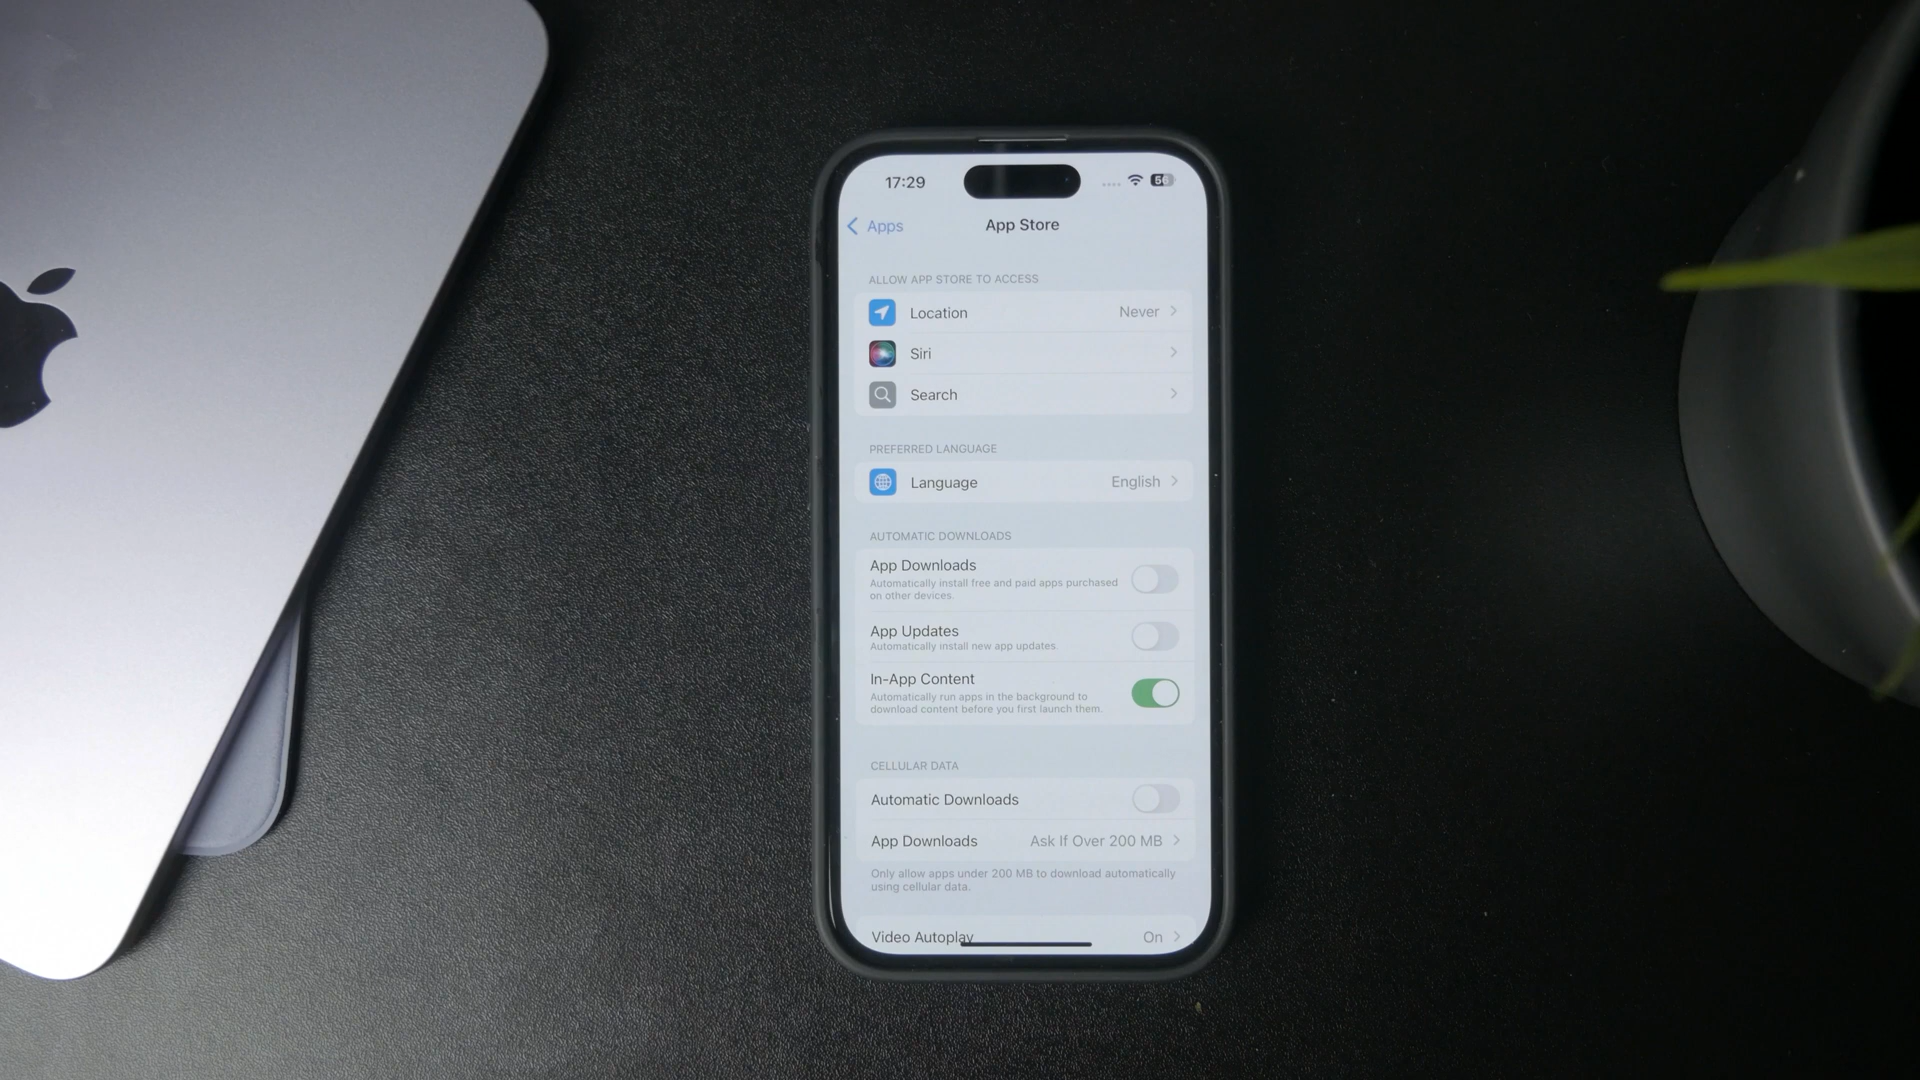 17:29
56
Apps
App Store
ALLOW APP STORE TO ACCESS
Location Never
Siri
Search
PREFERRED LANGUAGE
Language English
AUTOMATIC DOWNLOADS
App Downloads
Automatically install free and paid apps purchased
on other devices.
App Updates
Automatically install new app updates.
In-App Content
Automatically run apps in the background to
download content before you first launch them.
CELLULAR DATA
Automatic Downloads
App Downloads Ask If Over 200 MB
Only allow apps under 200 MB to download automatically
using cellular data.
Video Autoplay On